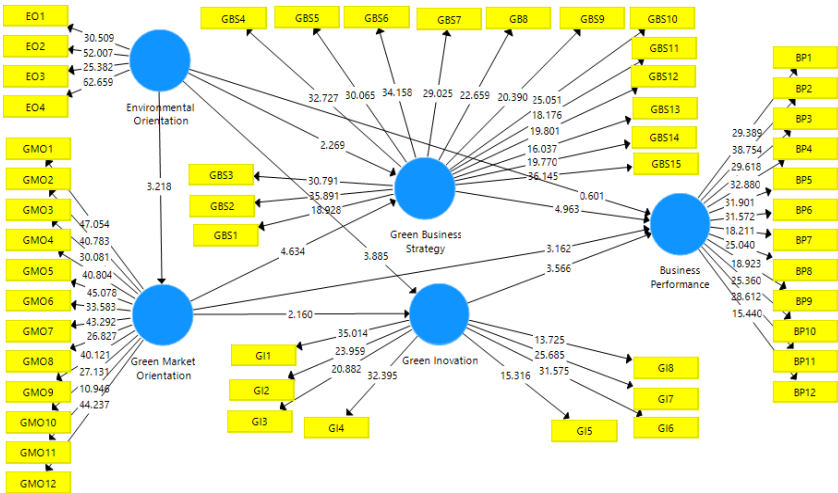 EO1
EO2
EO3
EO4
30.509
52.007
25.382
62.659
Environmental
Orientation
GBS4
GBS5
GBS6
GBS7
GB8
GBS9
GBS10
GBS11
GBS12
GBS13
GBS14
GBS15
32.727
30.065
34.158
29.025
22.659
20.390
25.051
18.176
19.801
16.037
19.770
36.145
2.269
3.218
GBS3
GBS2
GBS1
30.791
35.891
18.928
Green Business
Strategy
0.601
4.963
4.634
3.885
3.162
3.566
2.160
GMO1
GMO2
GMO3
GMO4
GMO5
GMO6
GMO7
GMO8
GMO9
GMO10
GMO11
GMO12
47.054
40.783
30.081
40.804
45.078
33.583
43.292
26.827
40.121
27.131
10.946
44.237
Green Market
Orientation
Green Inovation
GI1
GI2
GI3
GI4
GI5
GI6
GI7
GI8
35.014
23.959
20.882
32.395
15.316
13.725
25.685
31.575
Business
Performance
BP1
BP2
BP3
BP4
BP5
BP6
BP7
BP8
BP9
BP10
BP11
BP12
29.389
38.754
29.618
32.880
31.901
31.572
18.211
25.040
18.923
25.360
28.612
15.440